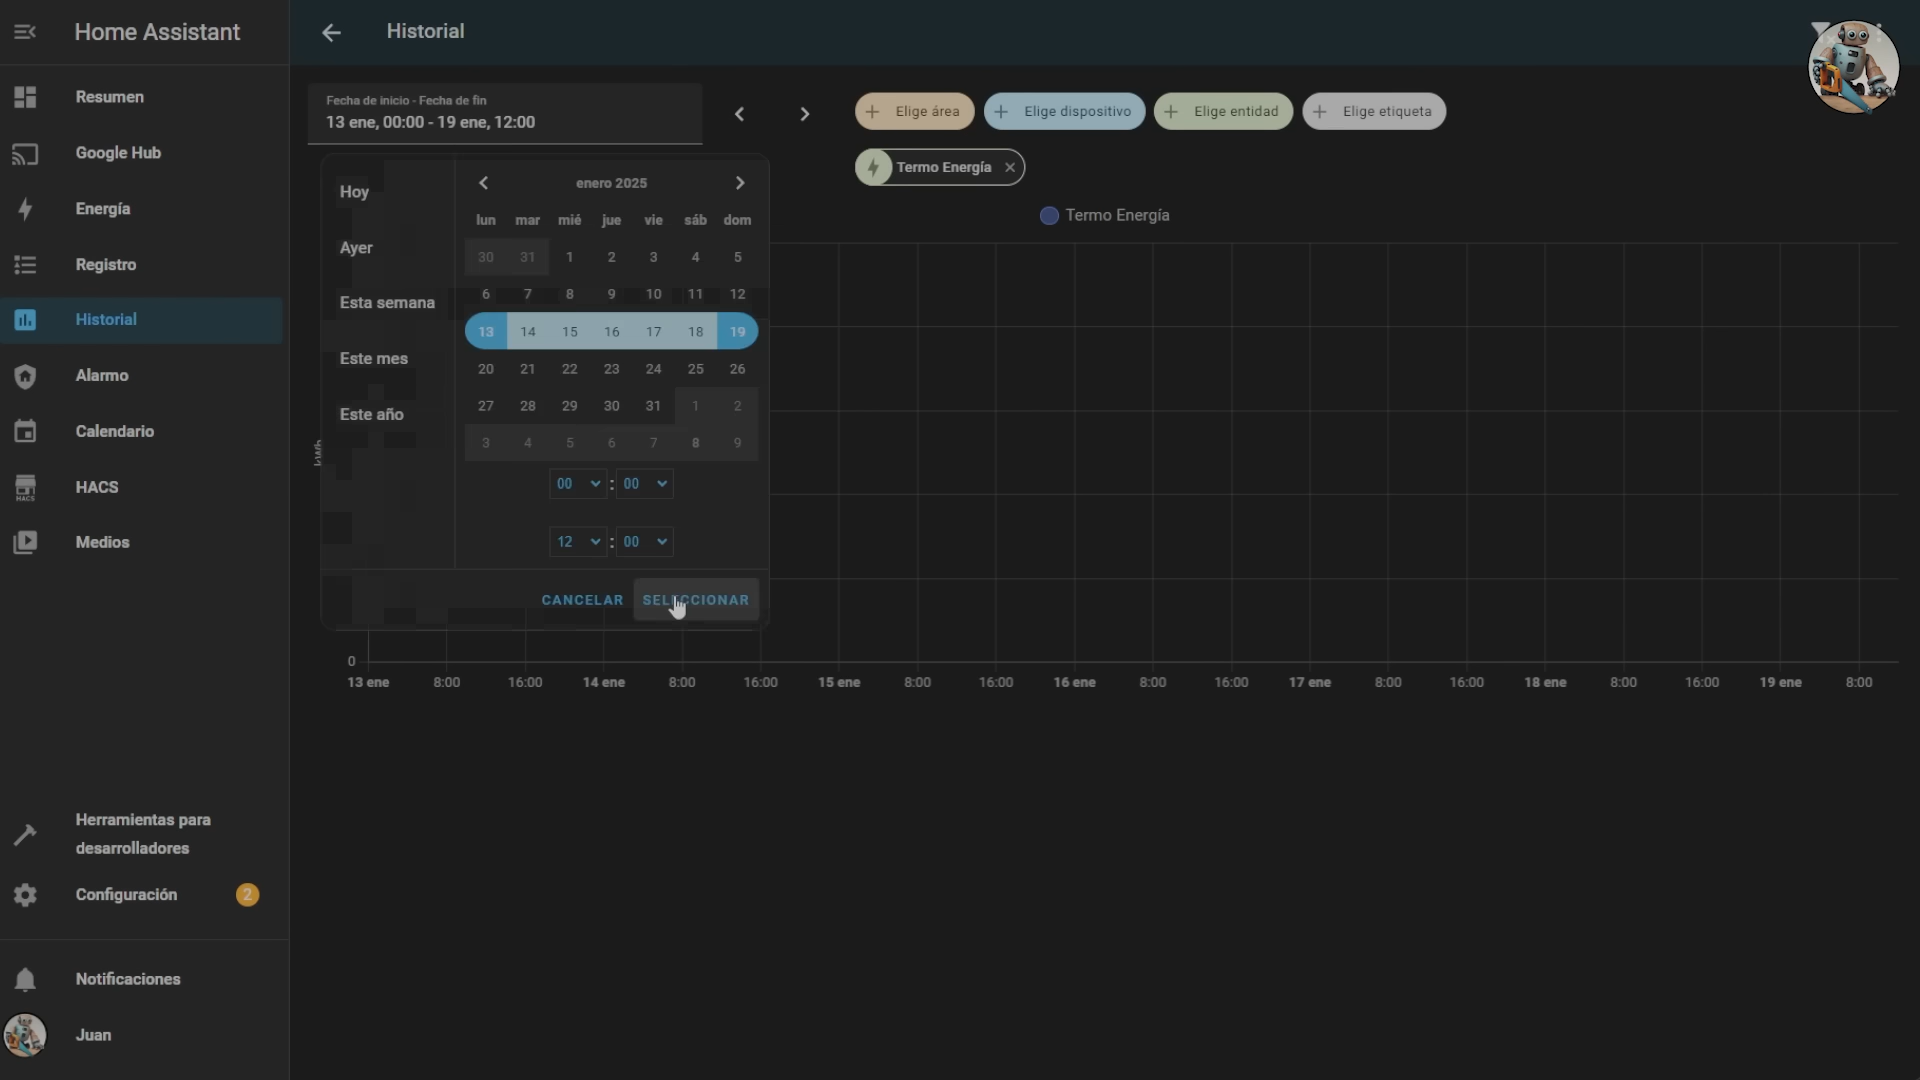 Home Assistant
Historial
Resumen
Google Hub
Energía
Registro
Historial
Alarmo
Calendario
HACS
HACS
Medios
Herramientas para
desarrolladores
Configuración
2
Notificaciones
Juan
Fecha de inicio - Fecha de fin
13 ene, 00:00 - 19 ene, 12:00
Elige área
Elige dispositivo
Elige entidad
Elige etiqueta
Termo Energía
Termo Energía
Hoy
Ayer
Esta semana
Este mes
Este año
enero 2025
lun mar mié jue vie sáb dom
30 31 1 2 3 4 5
6 7 8 9 10 11 12
13 14 15 16 17 18 19
20 21 22 23 24 25 26
27 28 29 30 31 1 2
3 4 5 6 7 8 9
00 : 00
12 : 00
CANCELAR SELECCIONAR
kWh
0
13 ene 8:00 16:00 14 ene 8:00 16:00 15 ene 8:00 16:00 16 ene 8:00 16:00 17 ene 8:00 16:00 18 ene 8:00 16:00 19 ene 8:00